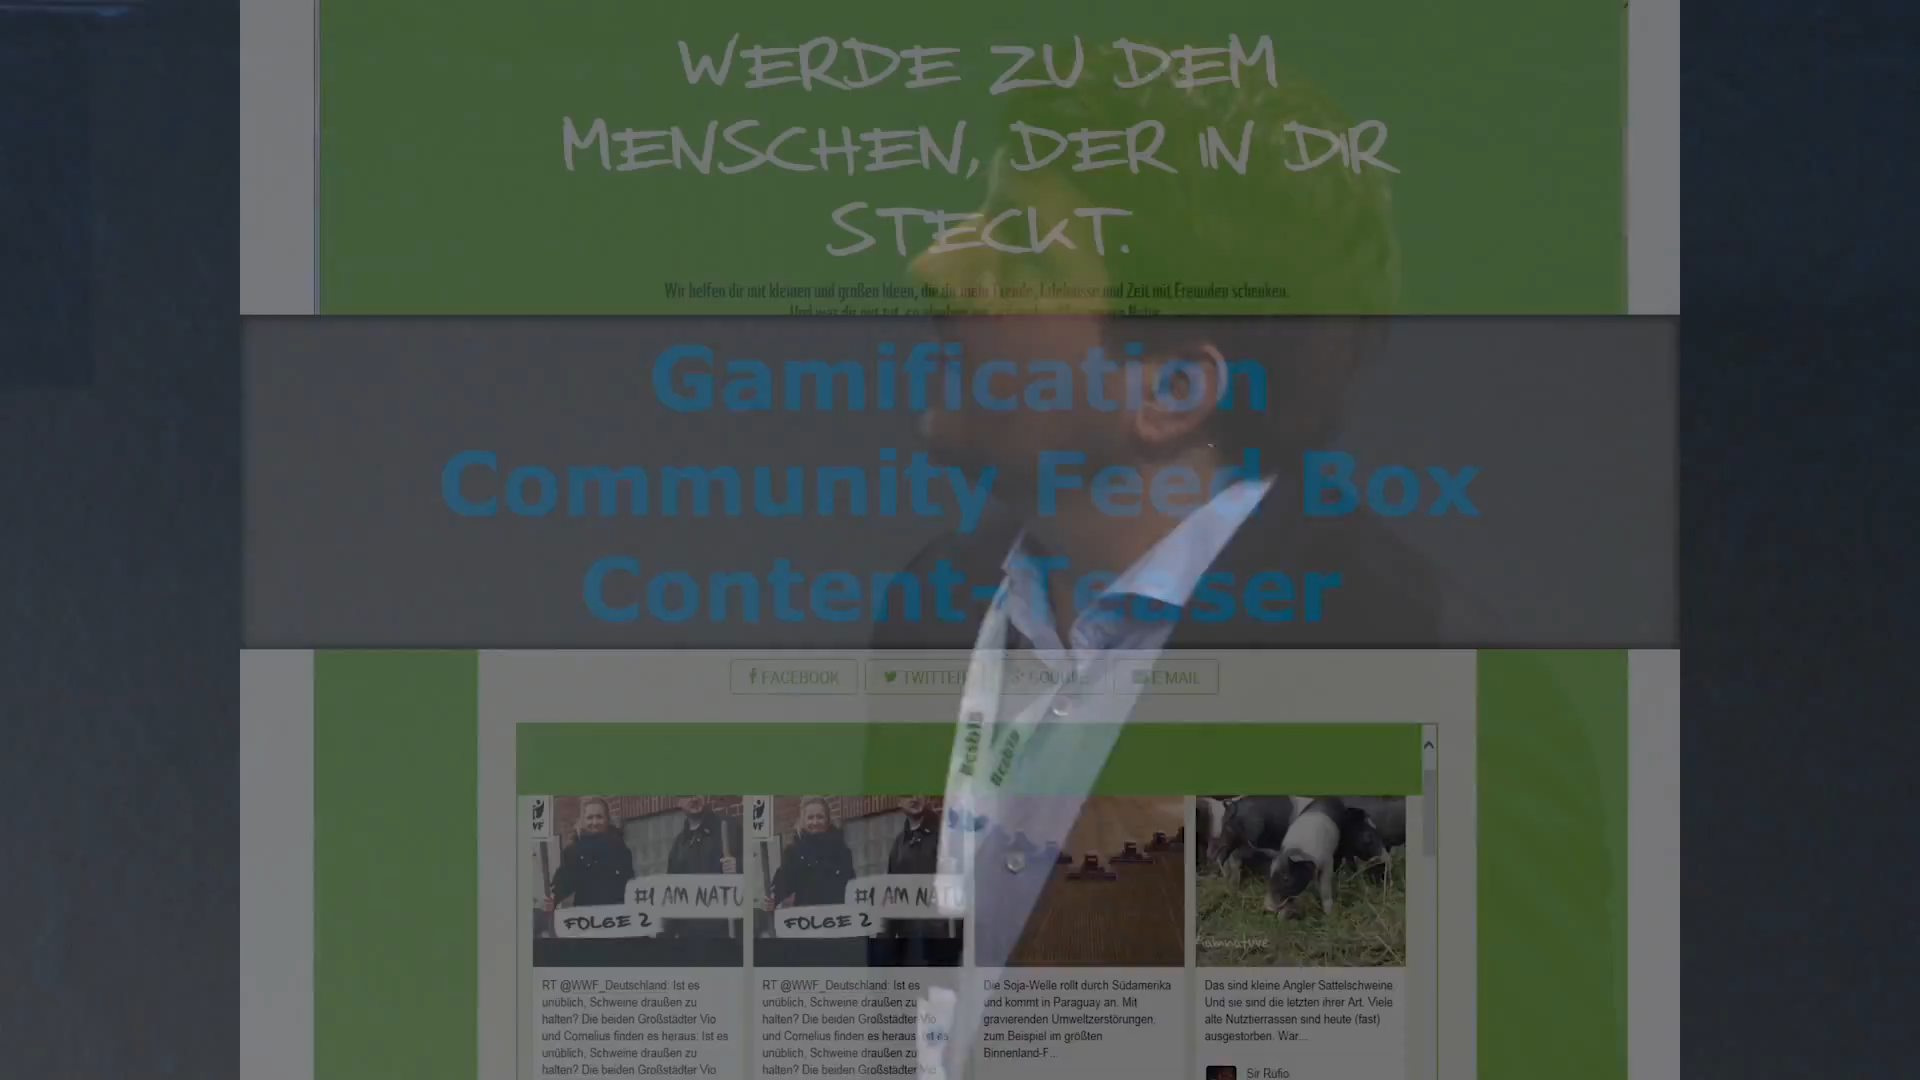 WERDE ZU DEM
MENSCHEN, DER IN DIR
STECKT.
Wir helfen dir mit kleinen und großen Ideen, die dir mehr Freude, Erlebnisse und Zeit mit Freunden schenken.
Gamification
Community Feed Box
Content-Teaser
FACEBOOK TWITTER GOOGLE E MAIL
#I AM NATU
FOLGE 2
#I AM NATU
FOLGE 2
#iamnature
RT @WWF_Deutschland: Ist es
unüblich, Schweine draußen zu
halten? Die beiden Großstädter Vio
und Cornelius finden es heraus: Ist es
unüblich, Schweine draußen zu
halten? Die beiden Großstädter Vio
RT @WWF_Deutschland: Ist es
unüblich, Schweine draußen zu
halten? Die beiden Großstädter Vio
und Cornelius finden es heraus: Ist es
unüblich, Schweine draußen zu
halten? Die beiden Großstädter Vio
Die Soja-Welle rollt durch Südamerika
und kommt in Paraguay an. Mit
gravierenden Umweltzerstörungen.
zum Beispiel im größten
Binnenland-F...
Das sind kleine Angler Sattelschweine.
Und sie sind die letzten ihrer Art. Viele
alte Nutztierrassen sind heute (fast)
ausgestorben. War...
Sir Rufio